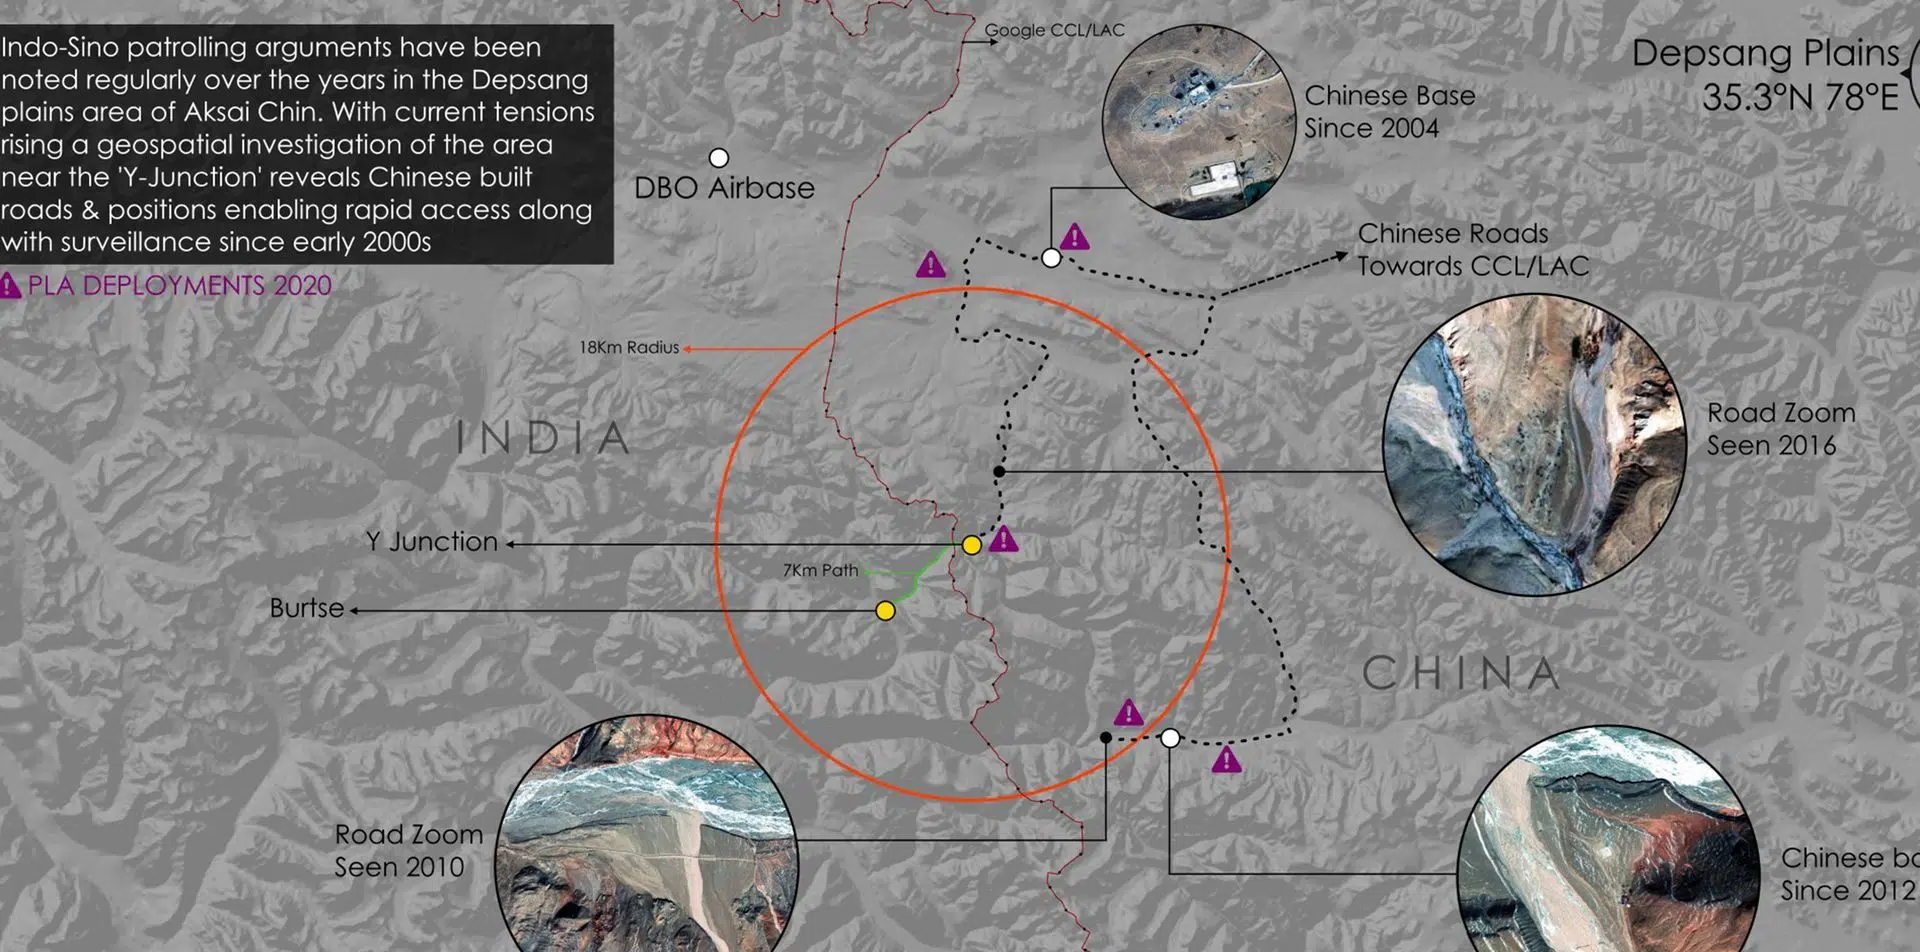 Indo-Sino patrolling arguments have been
noted regularly over the years in the Depsang
plains area of Aksai Chin. With current tensions
rising a geospatial investigation of the area
near the 'Y-Junction' reveals Chinese built
roads & positions enabling rapid access along
with surveillance since early 2000s
PLA DEPLOYMENTS 2020
Google CCL/LAC
Depsang Plains
35.3°N 78°E
Chinese Base
Since 2004
DBO Airbase
Chinese Roads
Towards CCL/LAC
18Km Radius
INDIA
Road Zoom
Seen 2016
Y Junction
7Km Path
Burtse
CHINA
Road Zoom
Seen 2010
Chinese
Since 2012